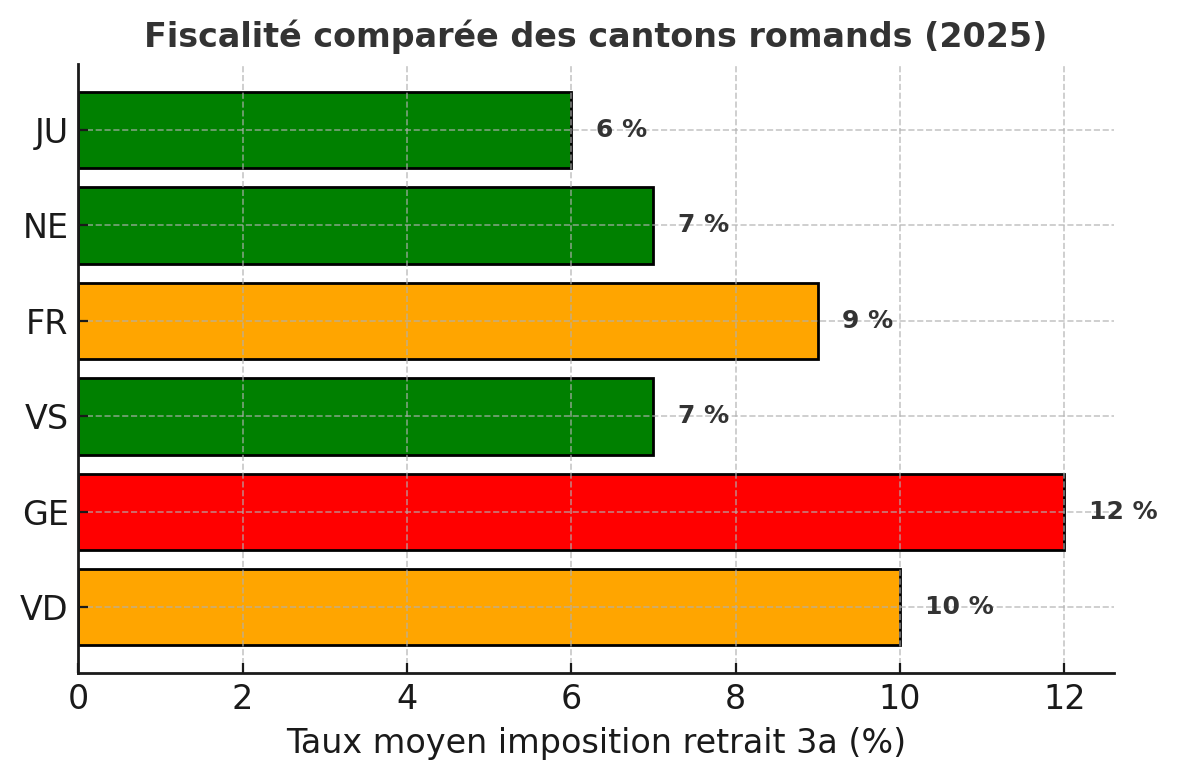 Fiscalité comparée des cantons romands (2025)
JU
6 %
NE
7 %
FR
9 %
VS
7 %
GE
12 %
VD
10 %
0 2 4 6 8 10 12
Taux moyen imposition retrait 3a (%)